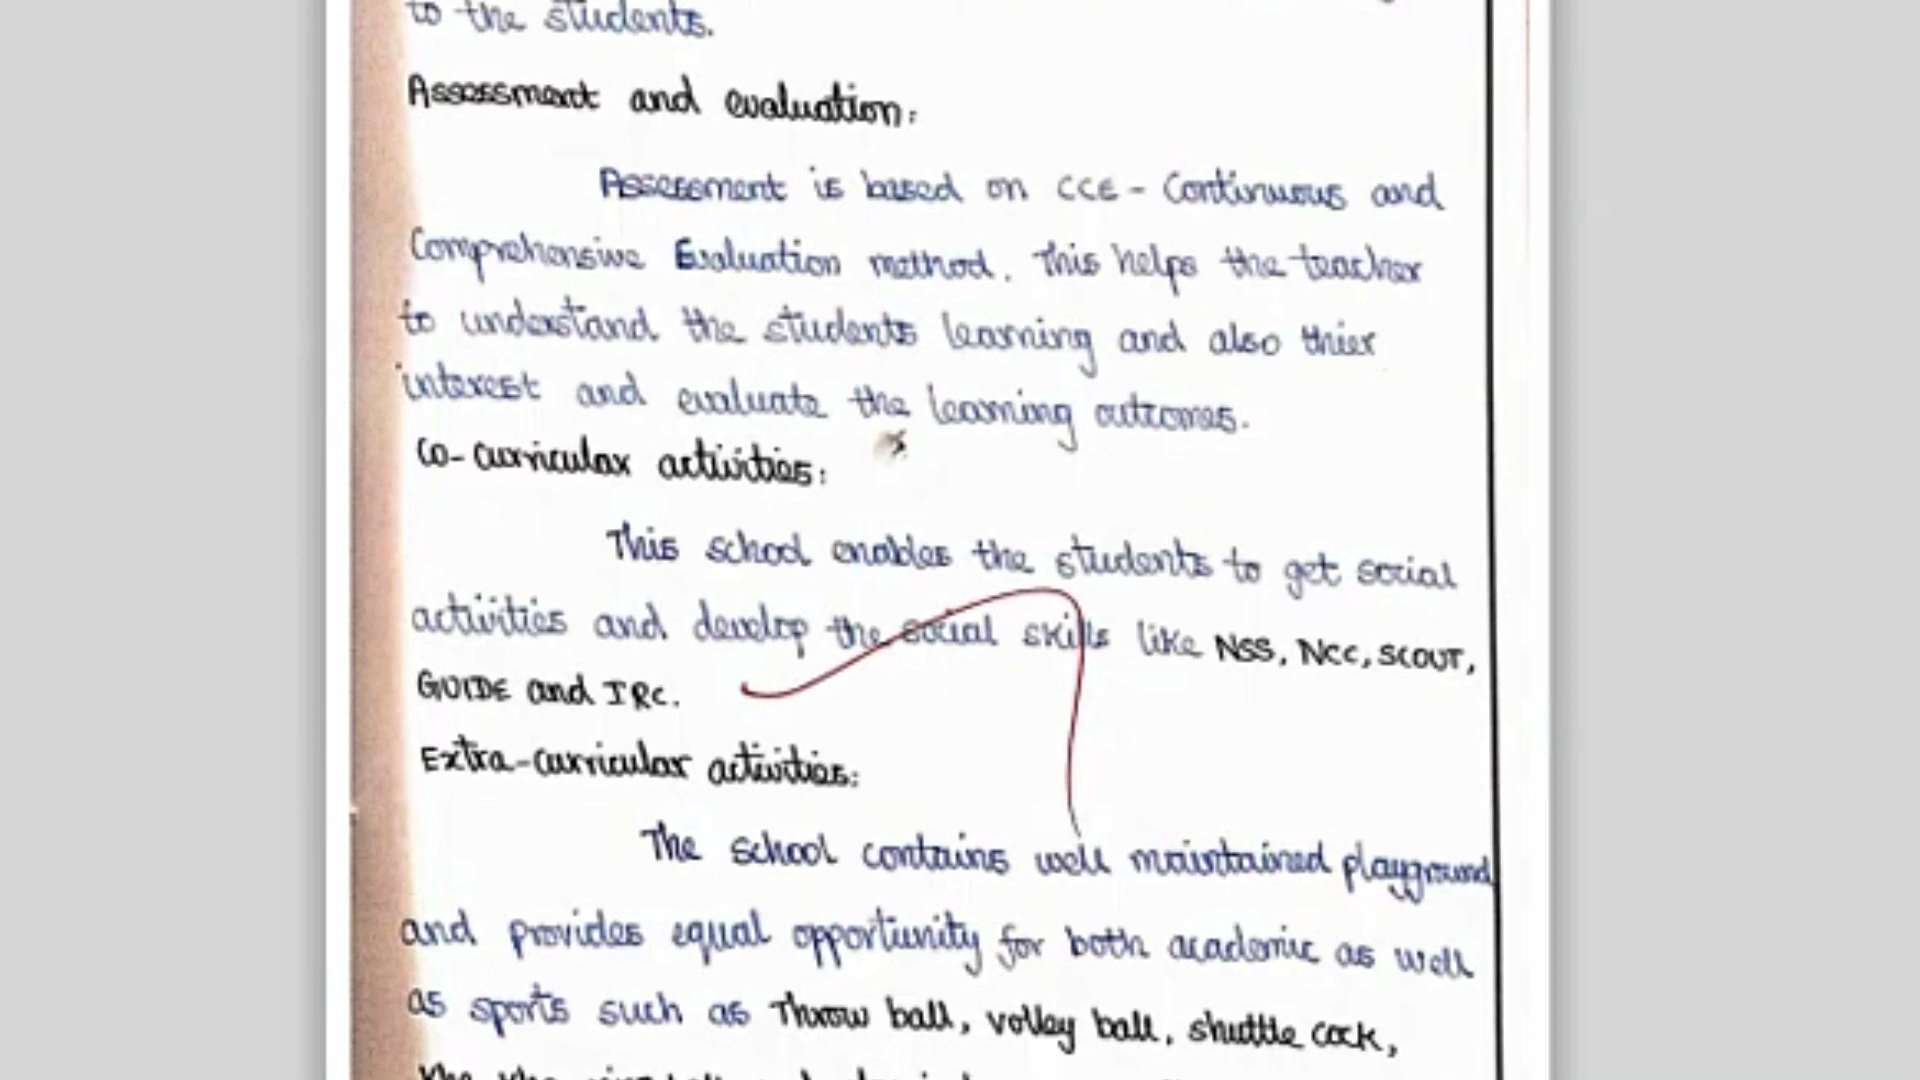 to the students.
Assessment and evaluation:
Assessment is based on CCE - Continuous and
Comprehensive Evaluation method. This helps the teacher
to understand the students learning and also thier
interest and evaluate the learning outcomes.
Co-curricular activities:
This school enables the students to get social
activities and develop the social skills like NSS, NCC, SCOUT,
GUIDE and IRC.
Extra-curricular activities:
The school contains well maintained playground
and provides equal opportunity for both academic as well
as sports such as Throw ball, volley ball, shuttle cock,